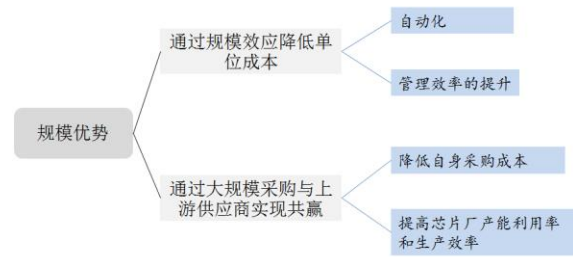 规模优势
通过规模效应降低单
位成本
自动化
管理效率的提升
通过大规模采购与上
游供应商实现共赢
降低自身采购成本
提高芯片厂产能利用率
和生产效率